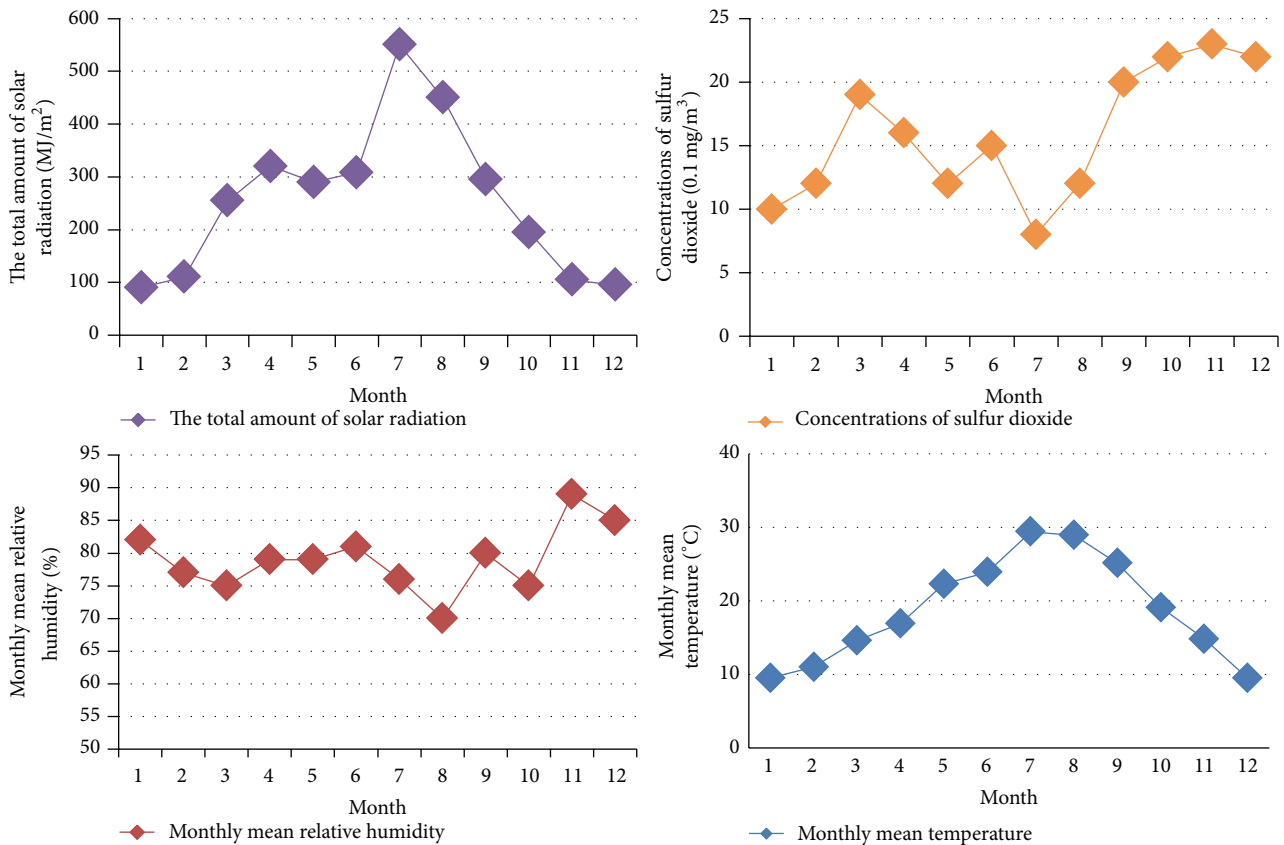 The total amount of solar
radiation (MJ/m²)
600
500
400
300
200
100
0
1 2 3 4 5 6 7 8 9 10 11 12
Month
The total amount of solar radiation
Concentrations of sulfur
dioxide (0.1 mg/m³)
25
20
15
10
5
0
1 2 3 4 5 6 7 8 9 10 11 12
Month
Concentrations of sulfur dioxide
Monthly mean relative
humidity (%)
95
90
85
80
75
70
65
60
55
50
1 2 3 4 5 6 7 8 9 10 11 12
Month
Monthly mean relative humidity
Monthly mean
temperature (°C)
40
30
20
10
0
1 2 3 4 5 6 7 8 9 10 11 12
Month
Monthly mean temperature